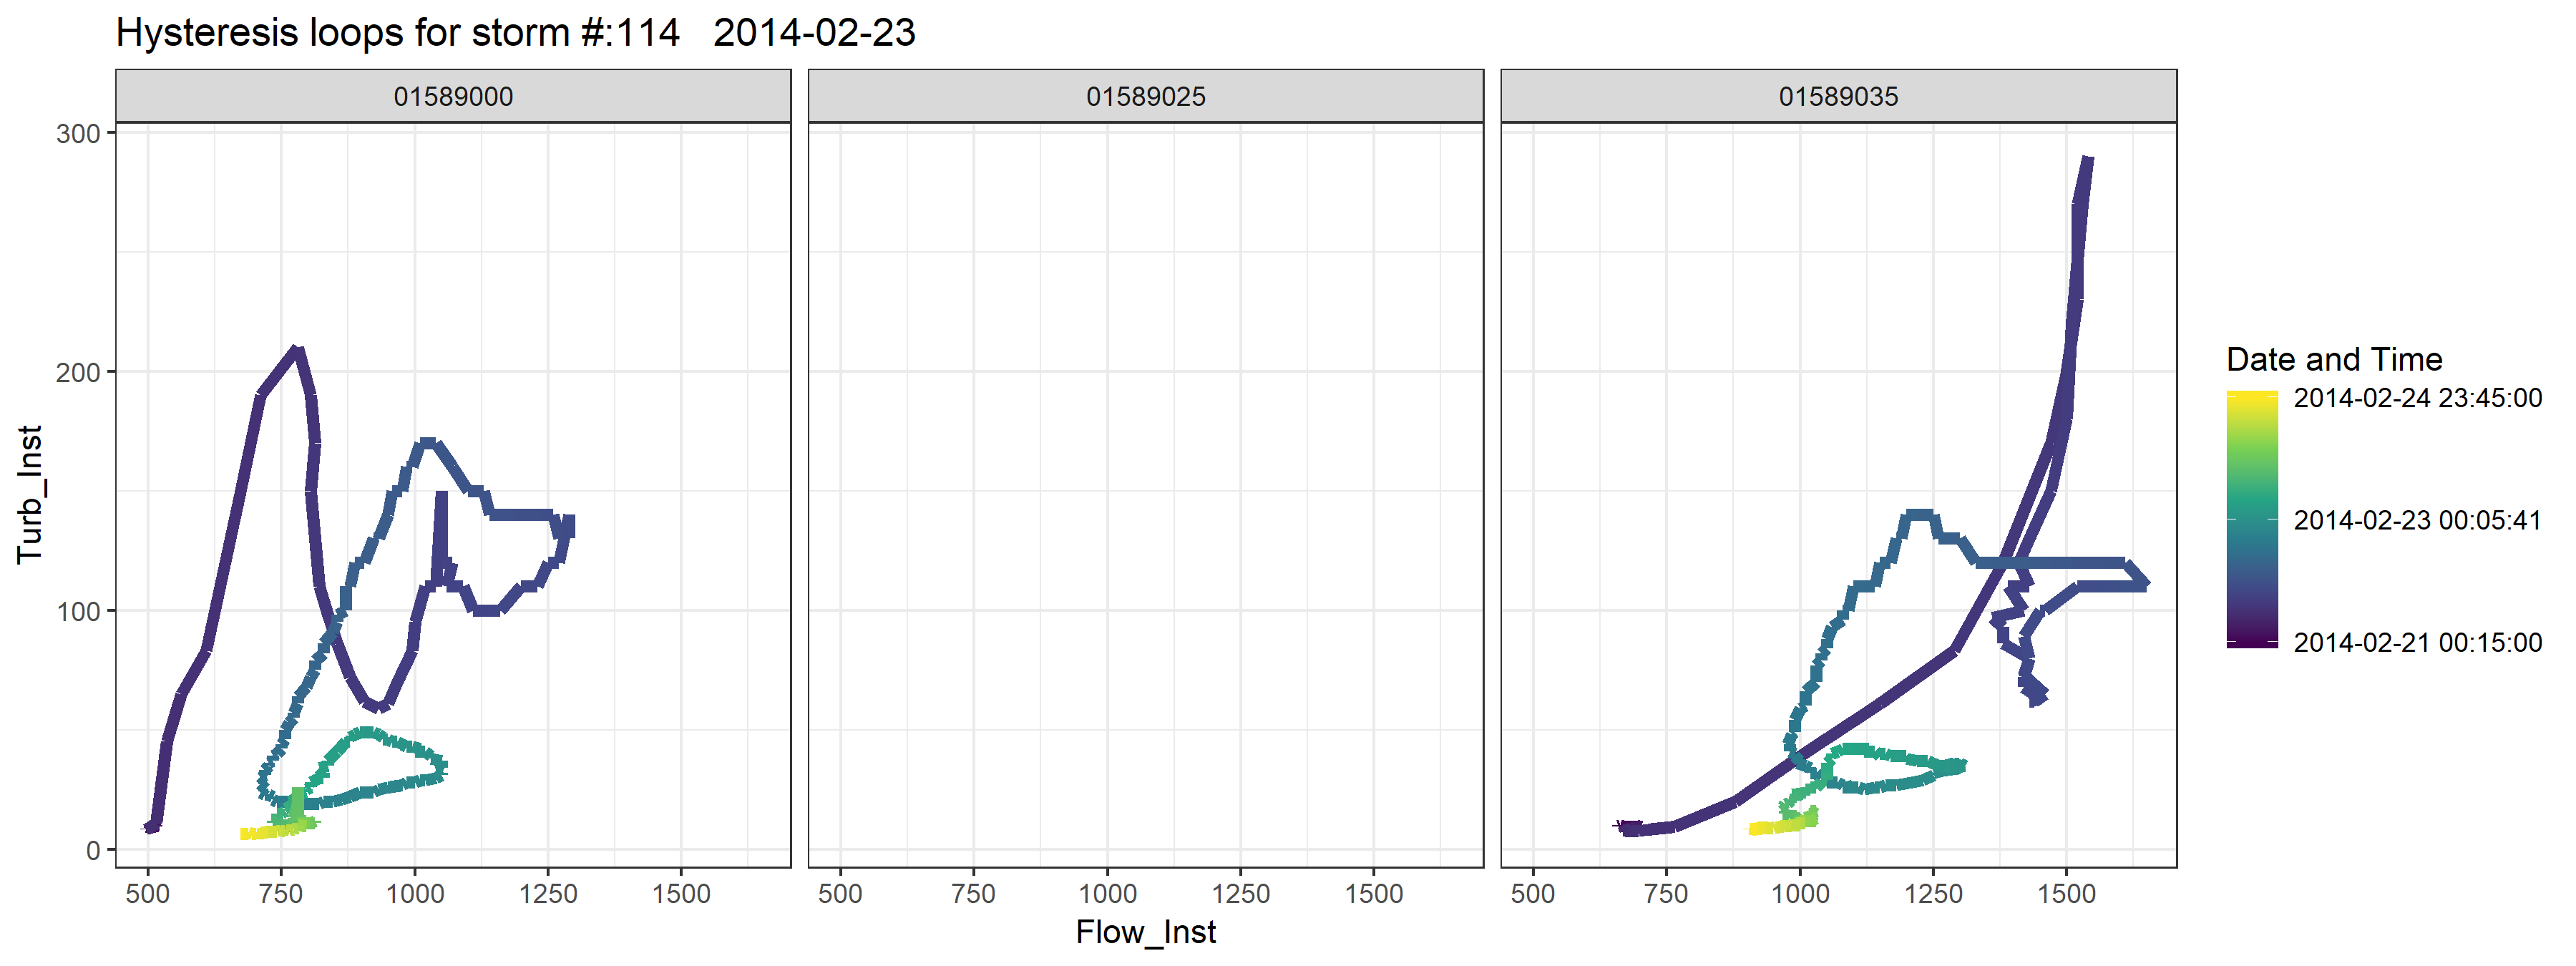 Hysteresis loops for storm #:114   2014-02-23
01589000
01589025
01589035
300
200
100
0
Turb_Inst
500 750 1000 1250 1500
500 750 1000 1250 1500
500 750 1000 1250 1500
Flow_Inst
Date and Time
2014-02-24 23:45:00
2014-02-23 00:05:41
2014-02-21 00:15:00